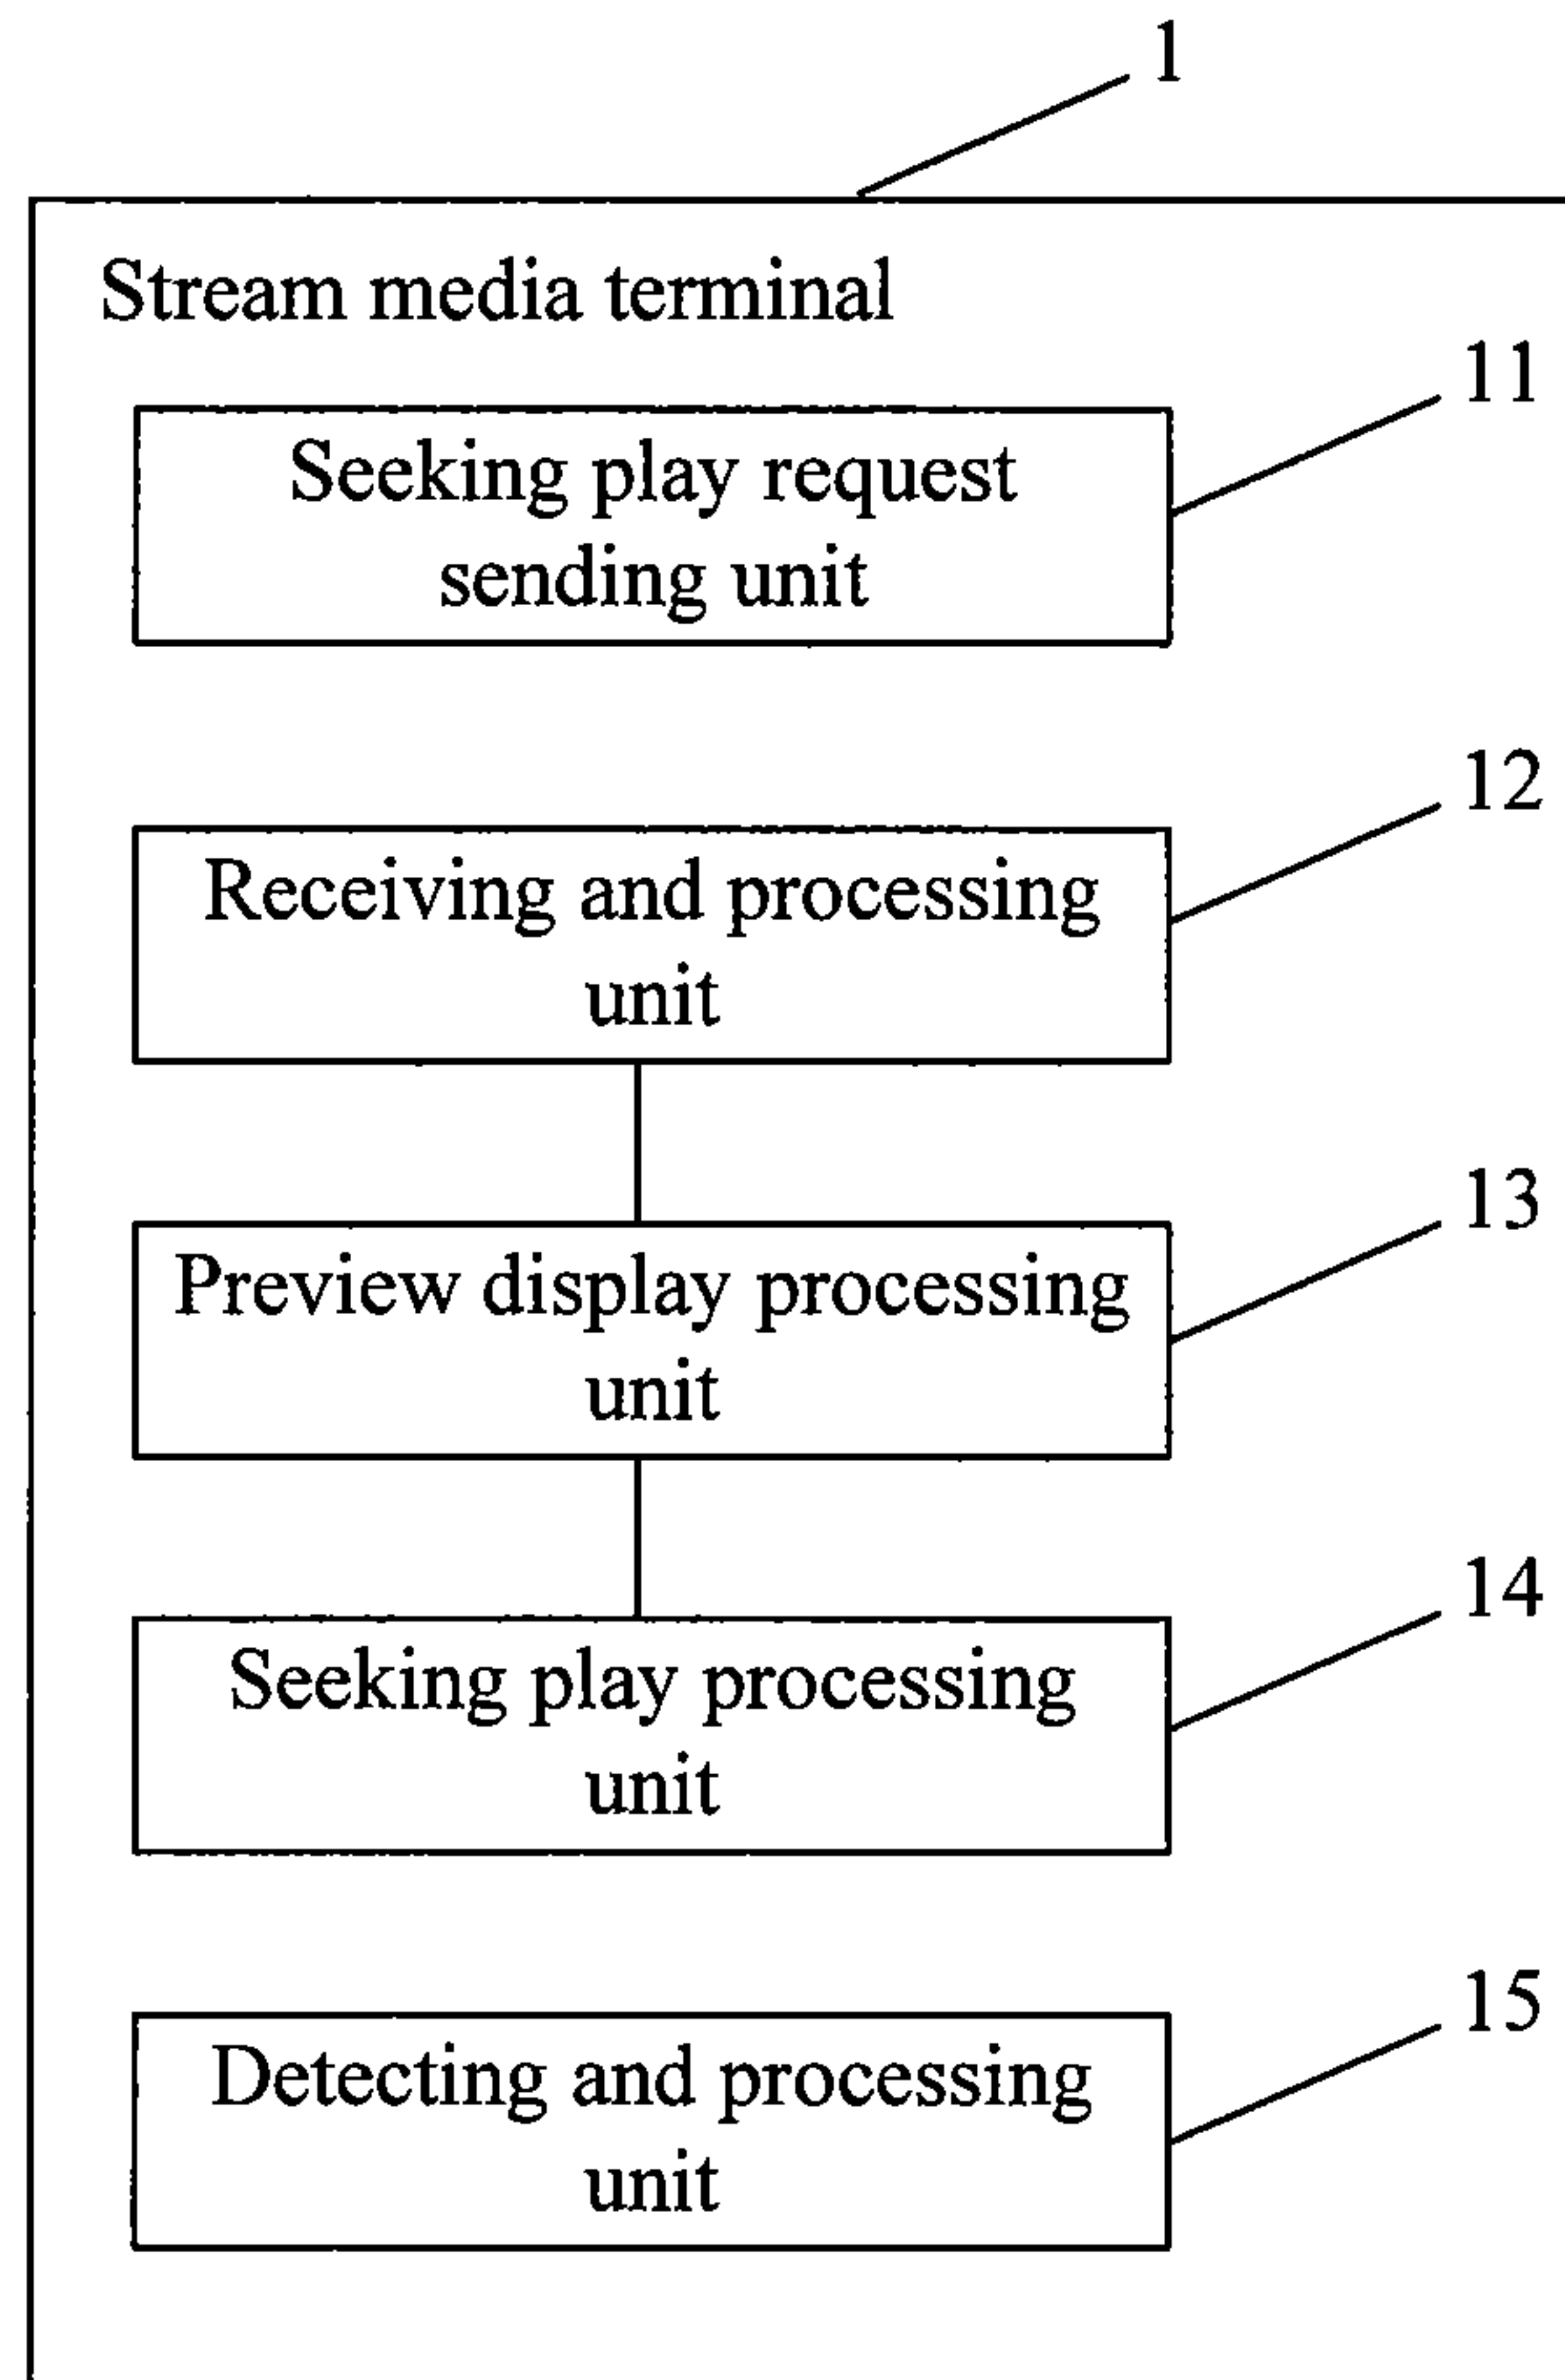 1
Stream media terminal
11
Seeking play request
sending unit
12
Receiving and processing
unit
13
Preview display processing
unit
14
Seeking play processing
unit
15
Detecting and processing
unit